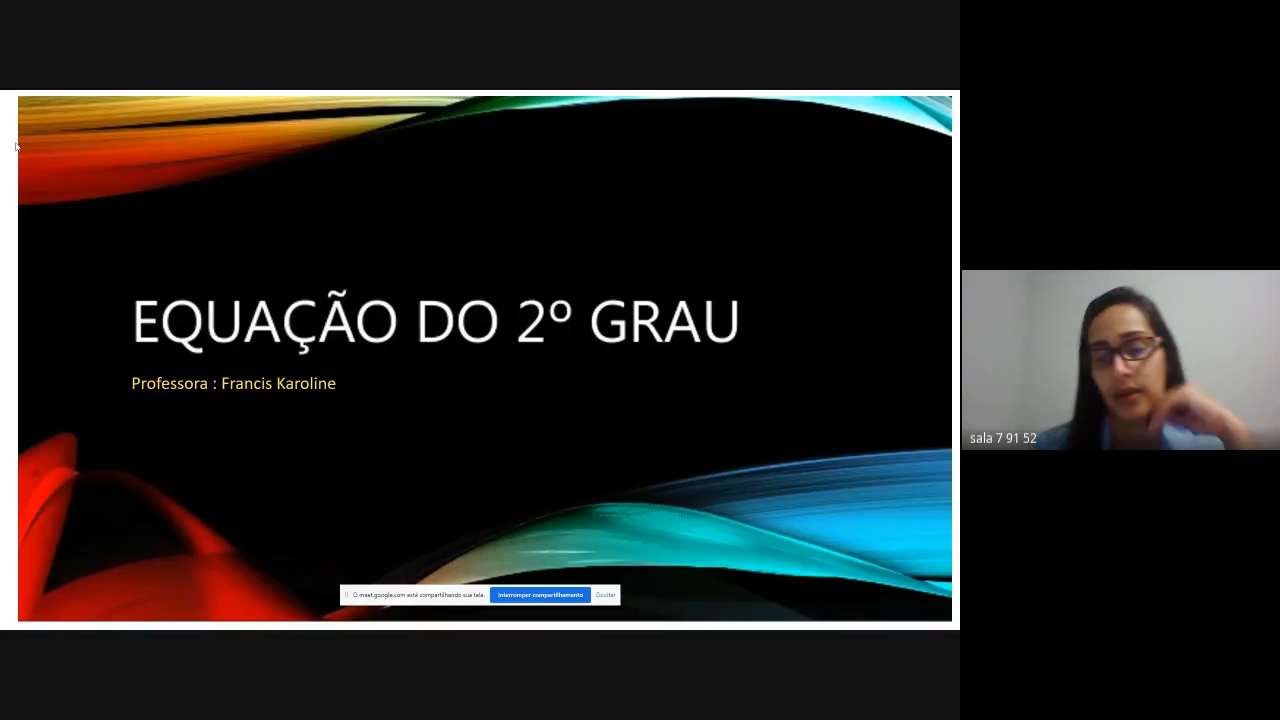 EQUAÇÃO DO 2º GRAU
Professora : Francis Karoline
O meet.google.com está compartilhando sua tela.
Interromper compartilhamento
Ocultar
sala 7 91 52